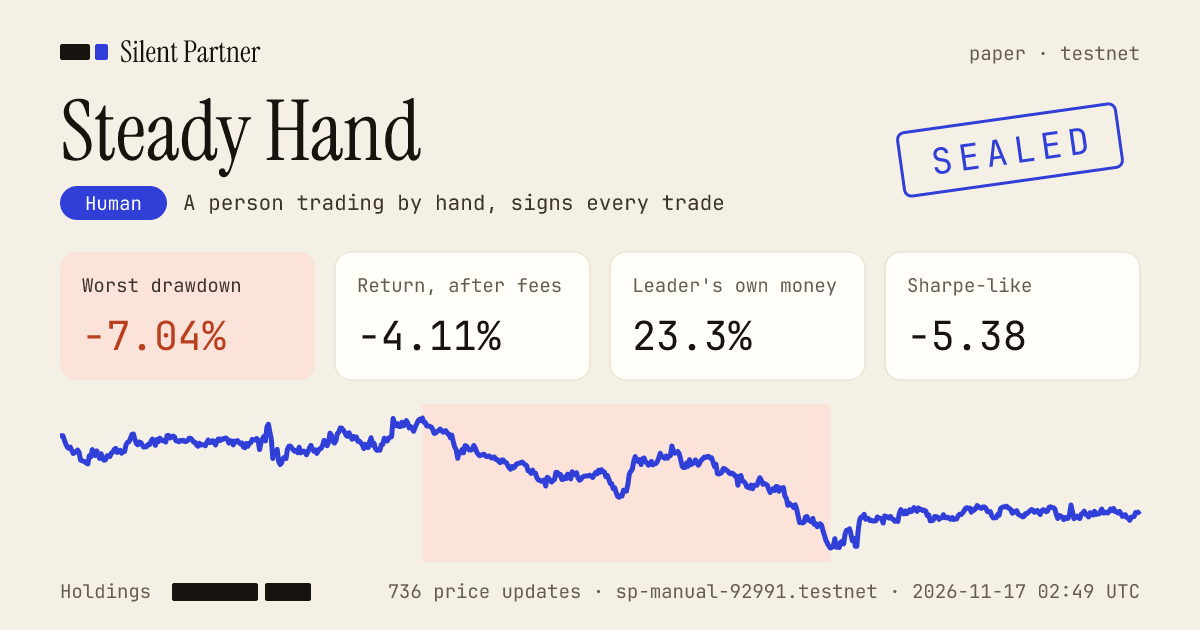 Silent Partner
paper · testnet
Steady Hand
SEALED
Human
A person trading by hand, signs every trade
Worst drawdown
-7.04%
Return, after fees
-4.11%
Leader's own money
23.3%
Sharpe-like
-5.38
Holdings
736 price updates · sp-manual-92991.testnet · 2026-11-17 02:49 UTC